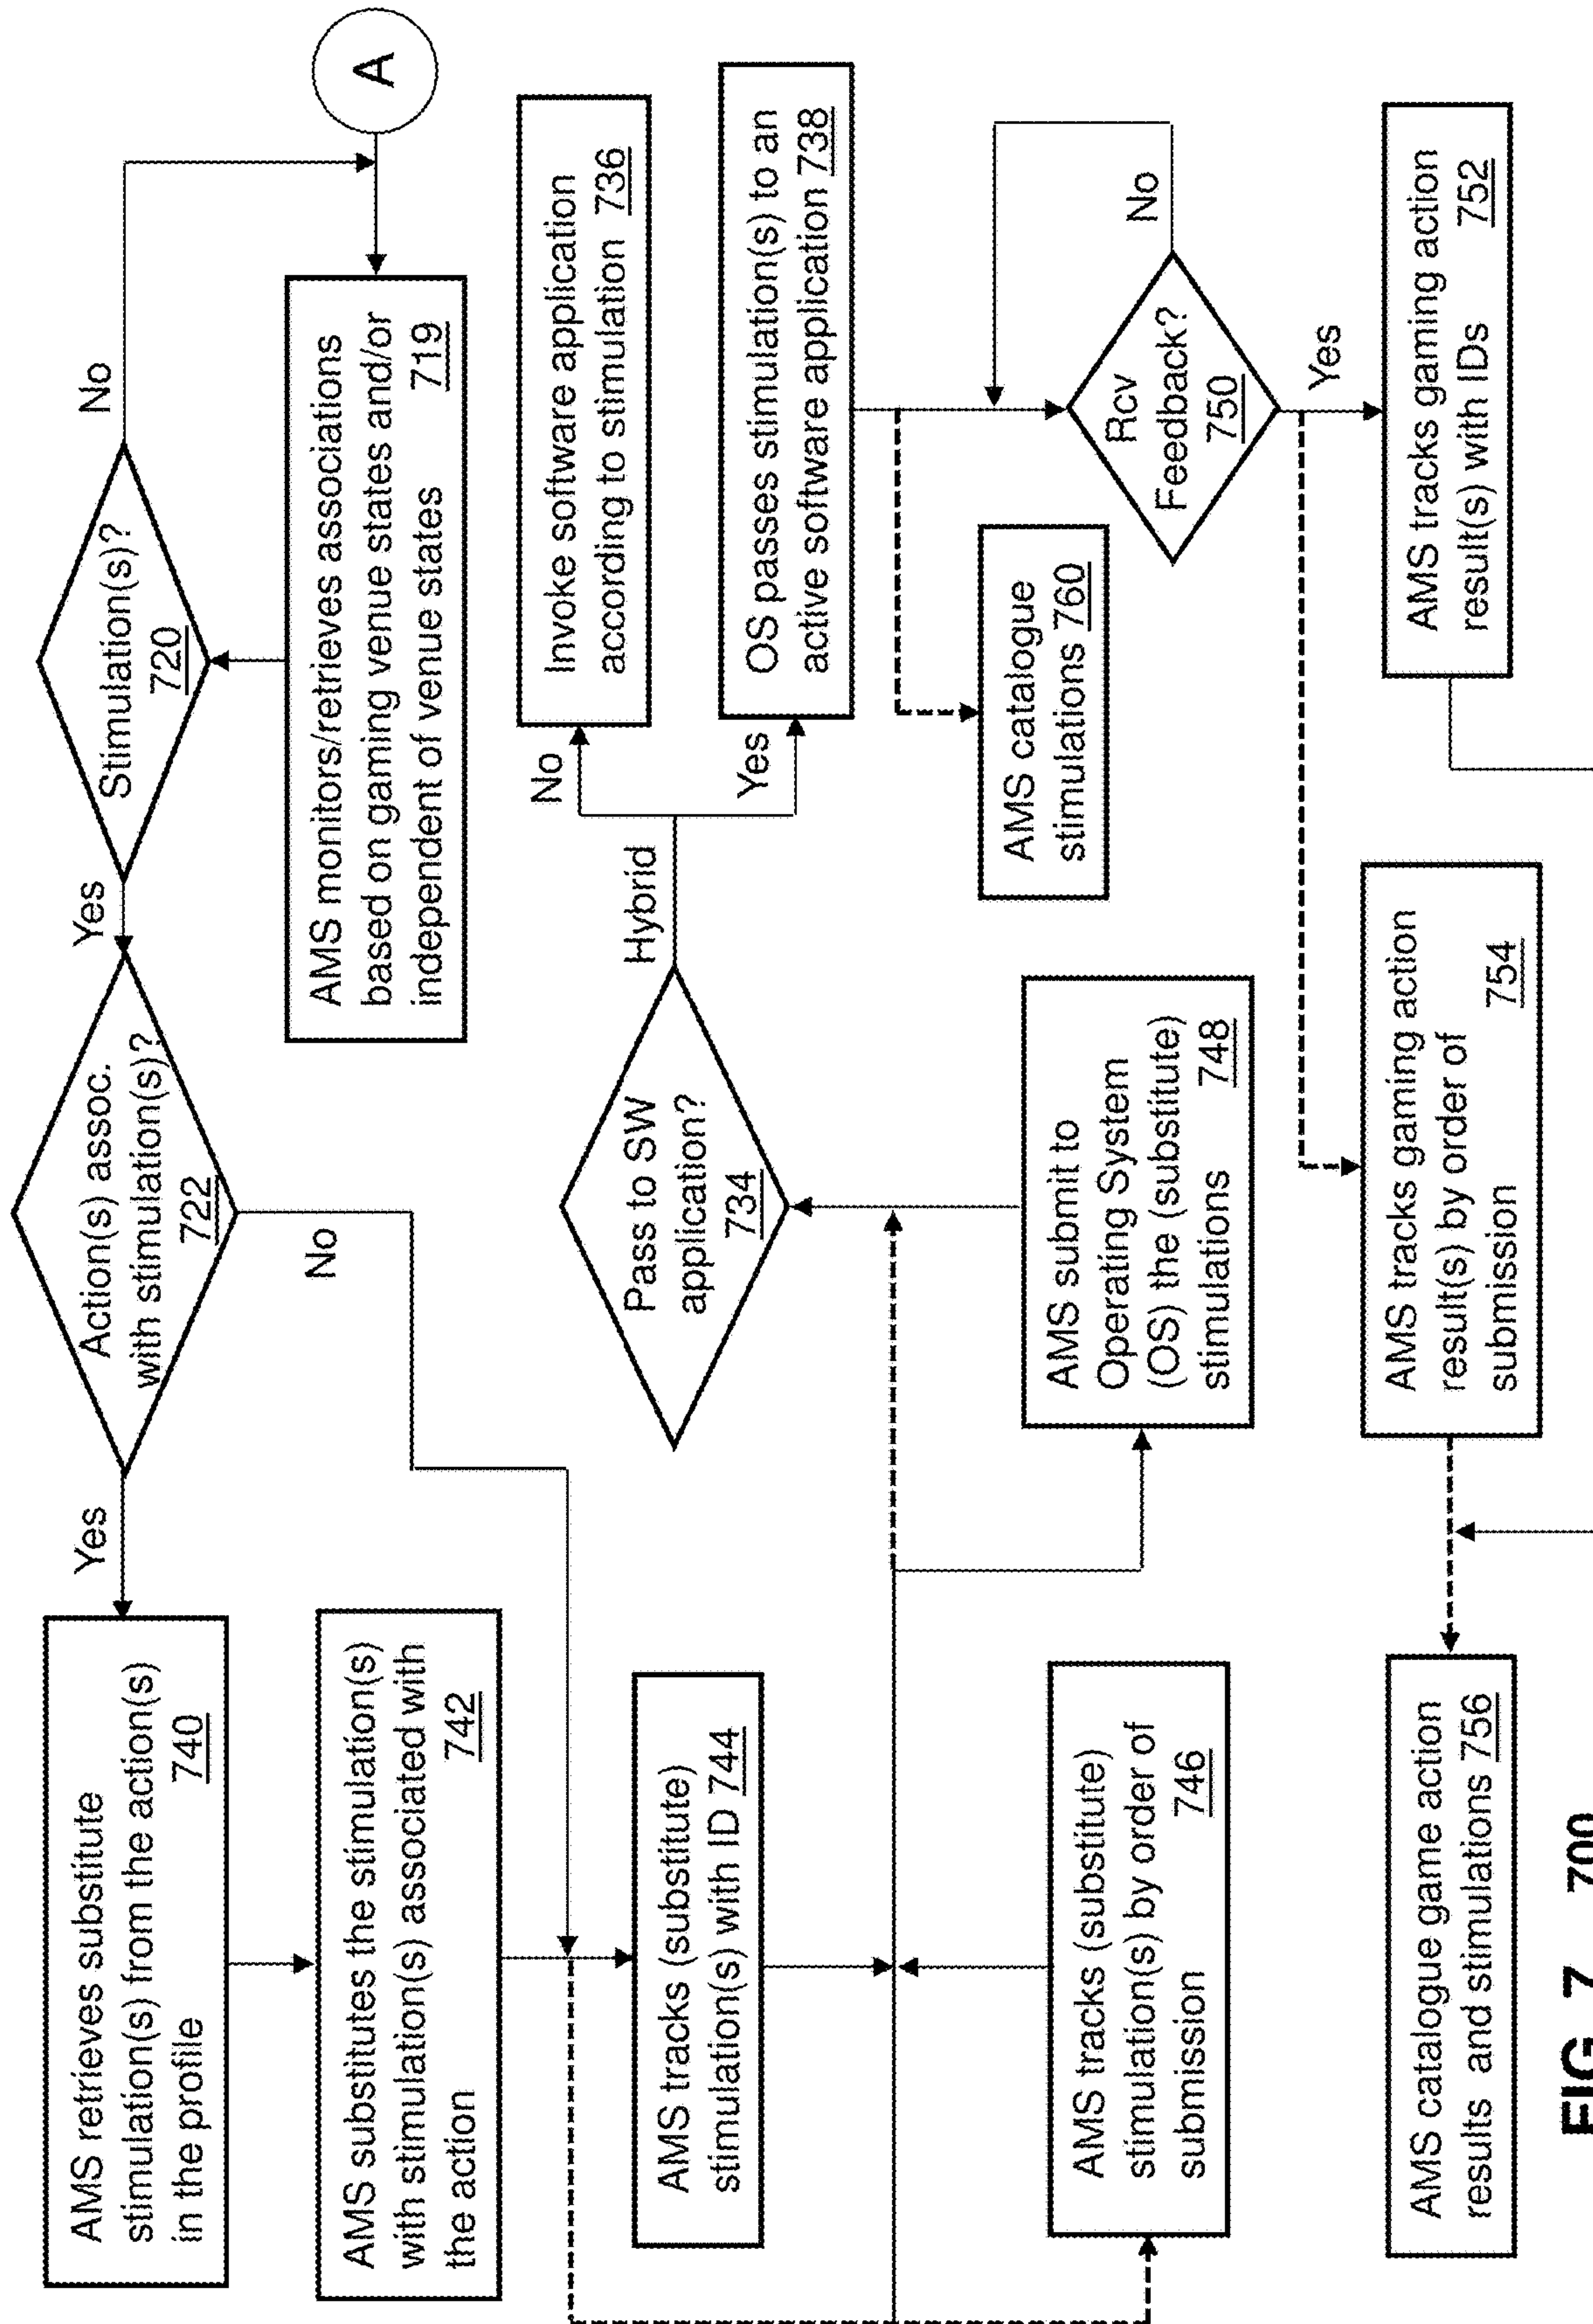 A
AMS monitors/retrieves associations
based on gaming venue states and/or
independent of venue states 719
Stimulation(s)?
720
No
Yes
Action(s) assoc.
with stimulation(s)?
722
No
Yes
AMS retrieves substitute
stimulation(s) from the action(s)
in the profile 740
AMS substitutes the stimulation(s)
with stimulation(s) associated with
the action 742
AMS tracks (substitute)
stimulation(s) with ID 744
AMS tracks (substitute)
stimulation(s) by order of
submission 746
AMS submit to
Operating System
(OS) the (substitute)
stimulations 748
Pass to SW
application?
734
Hybrid
No
Yes
Invoke software application
according to stimulation 736
OS passes stimulation(s) to an
active software application 738
AMS catalogue
stimulations 760
Rcv
Feedback?
750
No
Yes
AMS tracks gaming action
result(s) with IDs 752
AMS tracks gaming action
result(s) by order of
submission 754
AMS catalogue game action
results and stimulations 756
FIG. 7 700